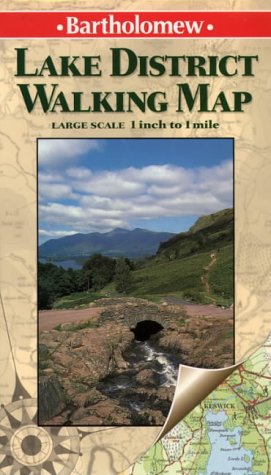 • Bartholomew •
LAKE DISTRICT
WALKING MAP
LARGE SCALE 1 inch to 1 mile
KESWICK